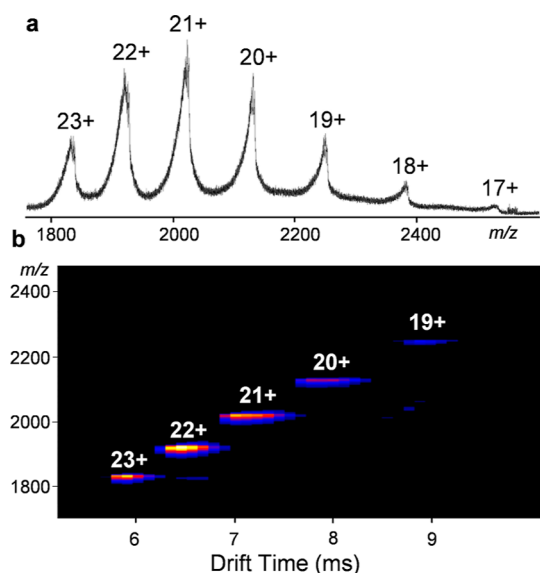 a
21+
22+
20+
23+
19+
18+
17+
1800 2000 2200 2400 m/z
b
m/z
2400
19+
2200
20+
21+
2000
22+
23+
1800
6 7 8 9
Drift Time (ms)